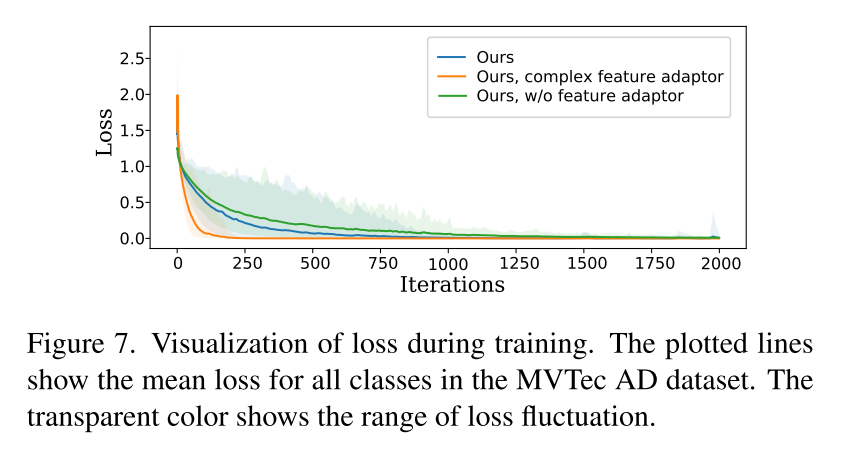 2.5
2.0
1.5
1.0
0.5
0.0
Loss
Ours
Ours, complex feature adaptor
Ours, w/o feature adaptor
0 250 500 750 1000 1250 1500 1750 2000
Iterations
Figure 7. Visualization of loss during training. The plotted lines
show the mean loss for all classes in the MVTec AD dataset. The
transparent color shows the range of loss fluctuation.